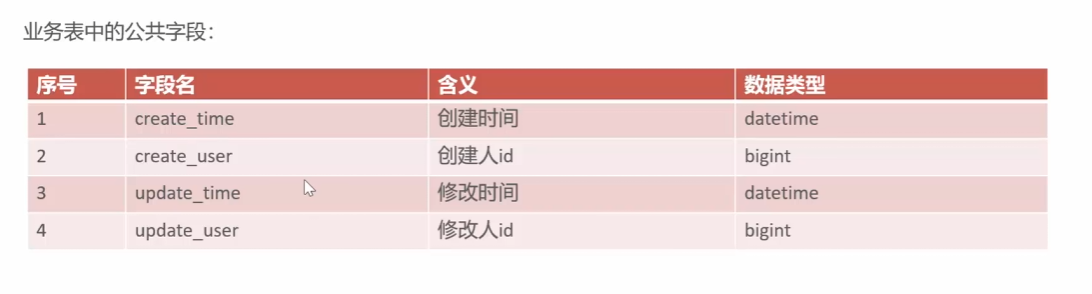 业务表中的公共字段：
序号 字段名 含义 数据类型
1 create_time 创建时间 datetime
2 create_user 创建人id bigint
3 update_time 修改时间 datetime
4 update_user 修改人id bigint